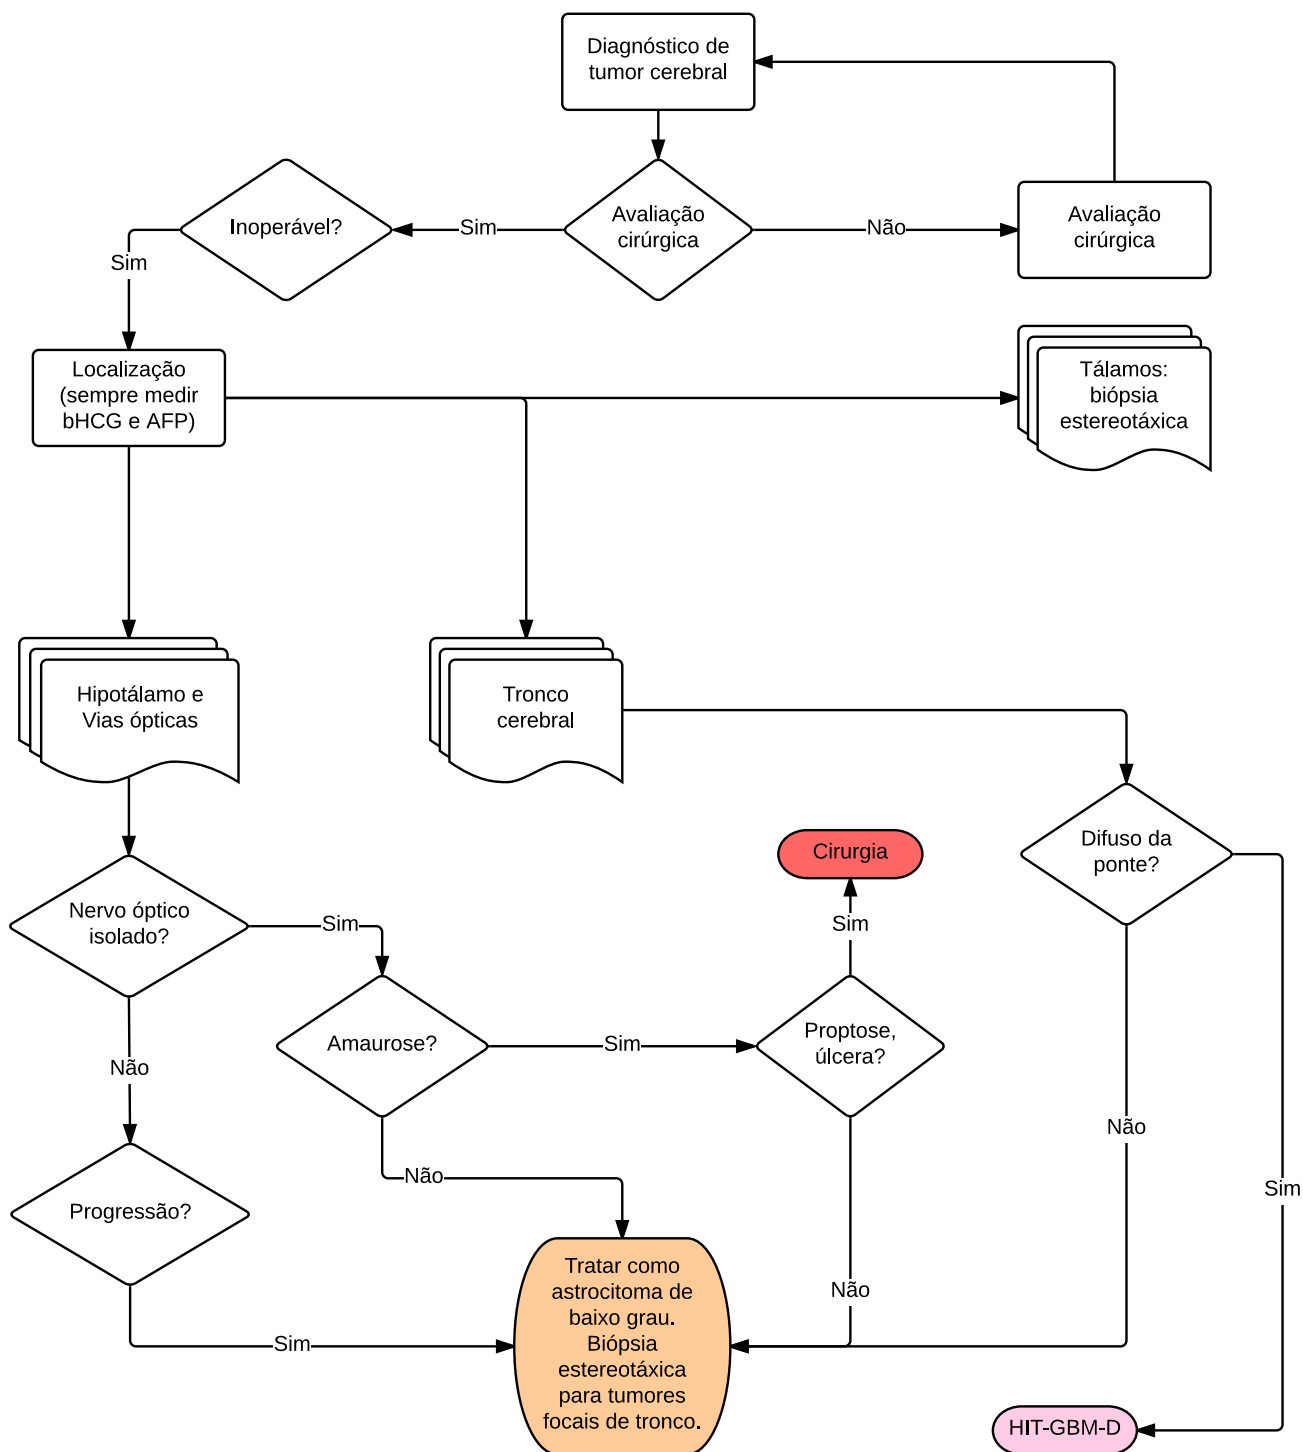 Diagnóstico de
tumor cerebral
Inoperável?
Sim
Avaliação
cirúrgica
Não
Avaliação
cirúrgica
Sim
Localização
(sempre medir
bHCG e AFP)
Tálamos:
biópsia
estereotáxica
Hipotálamo e
Vias ópticas
Tronco
cerebral
Difuso da
ponte?
Cirurgia
Nervo óptico
isolado?
Sim
Sim
Amaurose?
Sim
Proptose,
úlcera?
Não
Não
Não
Sim
Progressão?
Sim
Tratar como
astrocitoma de
baixo grau.
Biópsia
estereotáxica
para tumores
focais de tronco.
Não
HIT-GBM-D